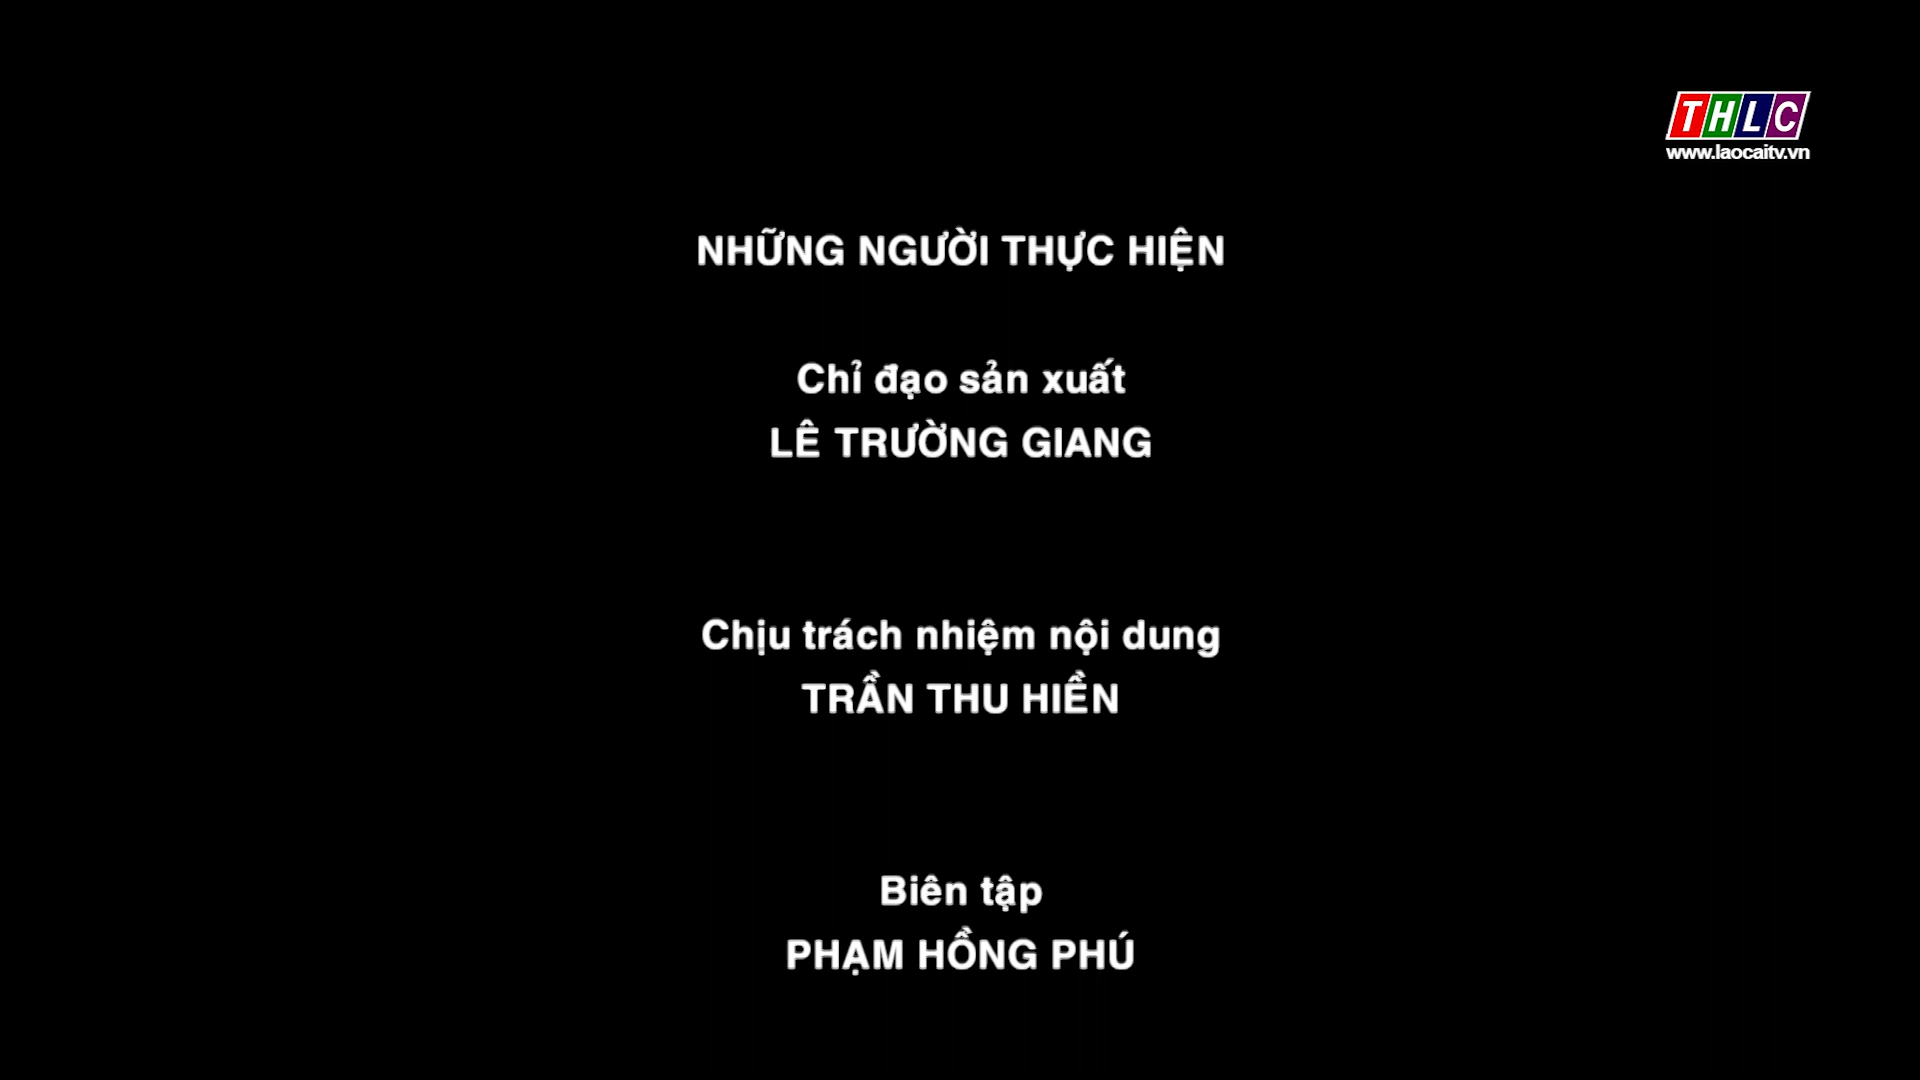 THLC
www.laocaitv.vn
NHỮNG NGƯỜI THỰC HIỆN
Chỉ đạo sản xuất
LÊ TRƯỜNG GIANG
Chịu trách nhiệm nội dung
TRẦN THU HIỀN
Biên tập
PHẠM HỒNG PHÚ